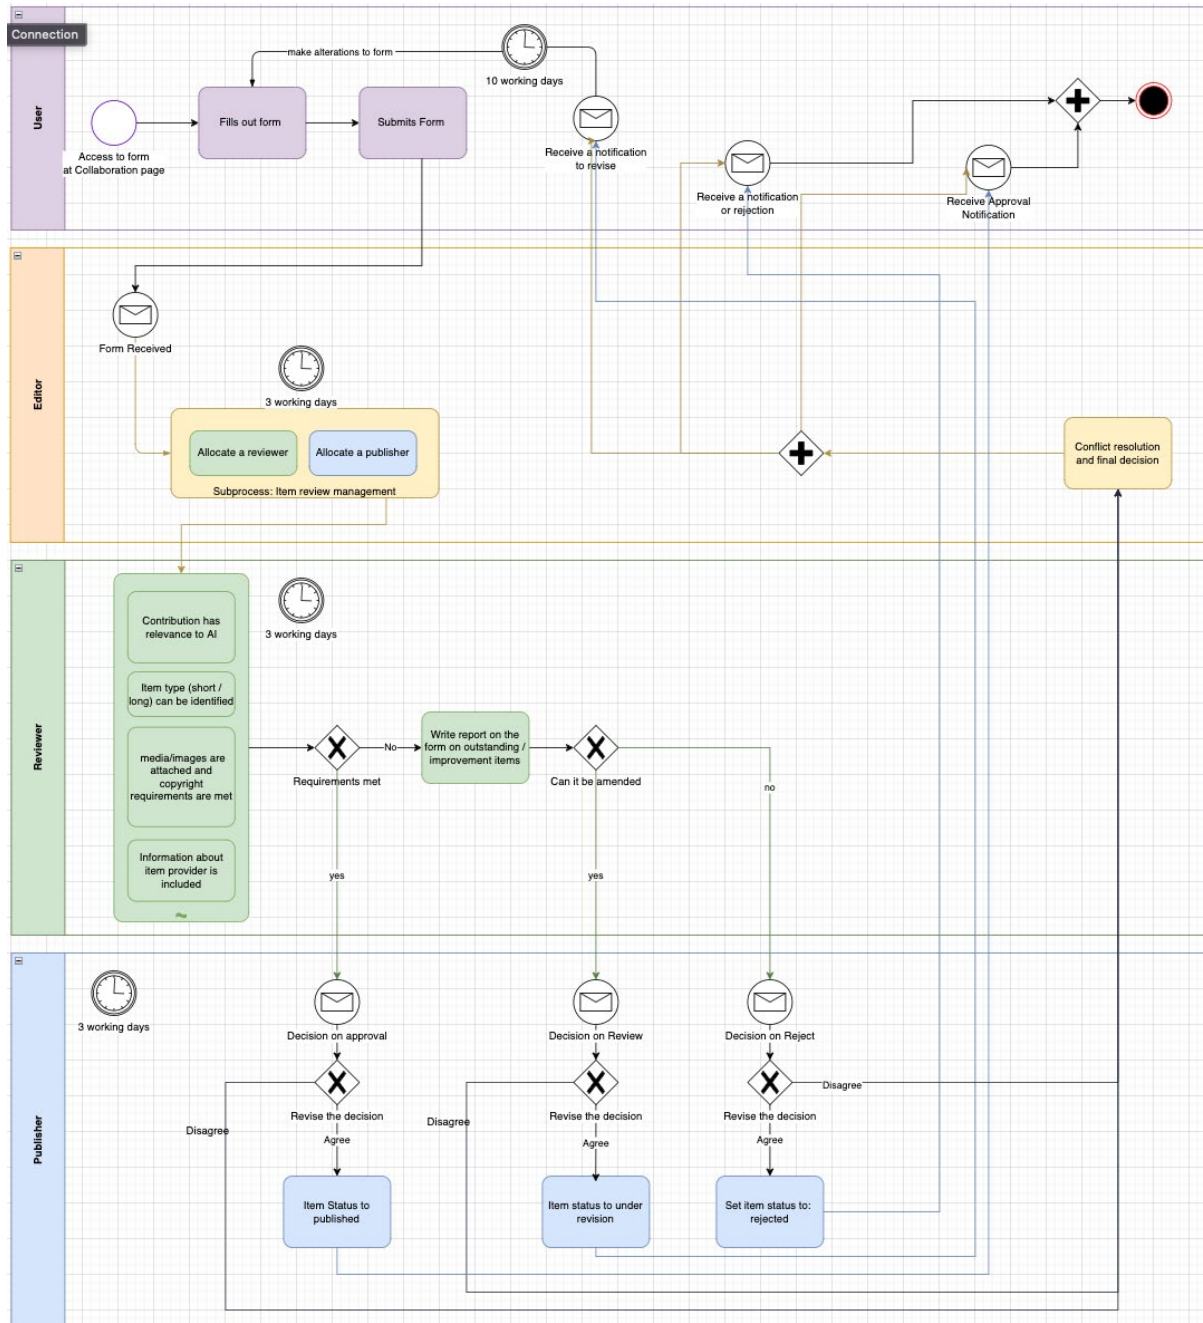 Connection
User
make alterations to form
10 working days
Access to form
at Collaboration page
Fills out form
Submits Form
Receive a notification
to revise
Receive a notification
or rejection
Receive Approval
Notification
Editor
Form Received
3 working days
Allocate a reviewer
Allocate a publisher
Subprocess: Item review management
Conflict resolution
and final decision
Reviewer
Contribution has
relevance to AI
Item type (short /
long) can be identified
media/images are
attached and
copyright
requirements are met
Information about
item provider is
included
3 working days
Requirements met
No
Write report on the
form on outstanding /
improvement items
Can it be amended
no
yes
yes
Publisher
3 working days
Decision on approval
Decision on Review
Decision on Reject
Revise the decision
Revise the decision
Revise the decision
Disagree
Disagree
Disagree
Agree
Agree
Agree
Item Status to
published
Item status to under
revision
Set item status to:
rejected